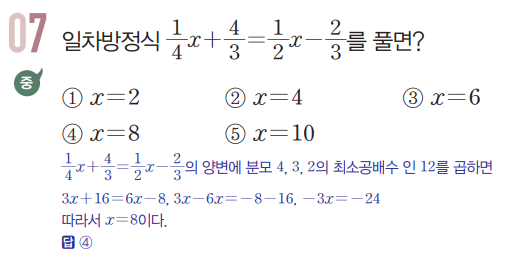 07
일차방정식 1/4x+4/3=1/2x-2/3를 풀면?
중
① x=2 ② x=4 ③ x=6
④ x=8 ⑤ x=10
1/4x+4/3=1/2x-2/3의 양변에 분모 4, 3, 2의 최소공배수 인 12를 곱하면
3x+16=6x-8, 3x-6x=-8-16, -3x=-24
따라서 x=8이다.
답 ④